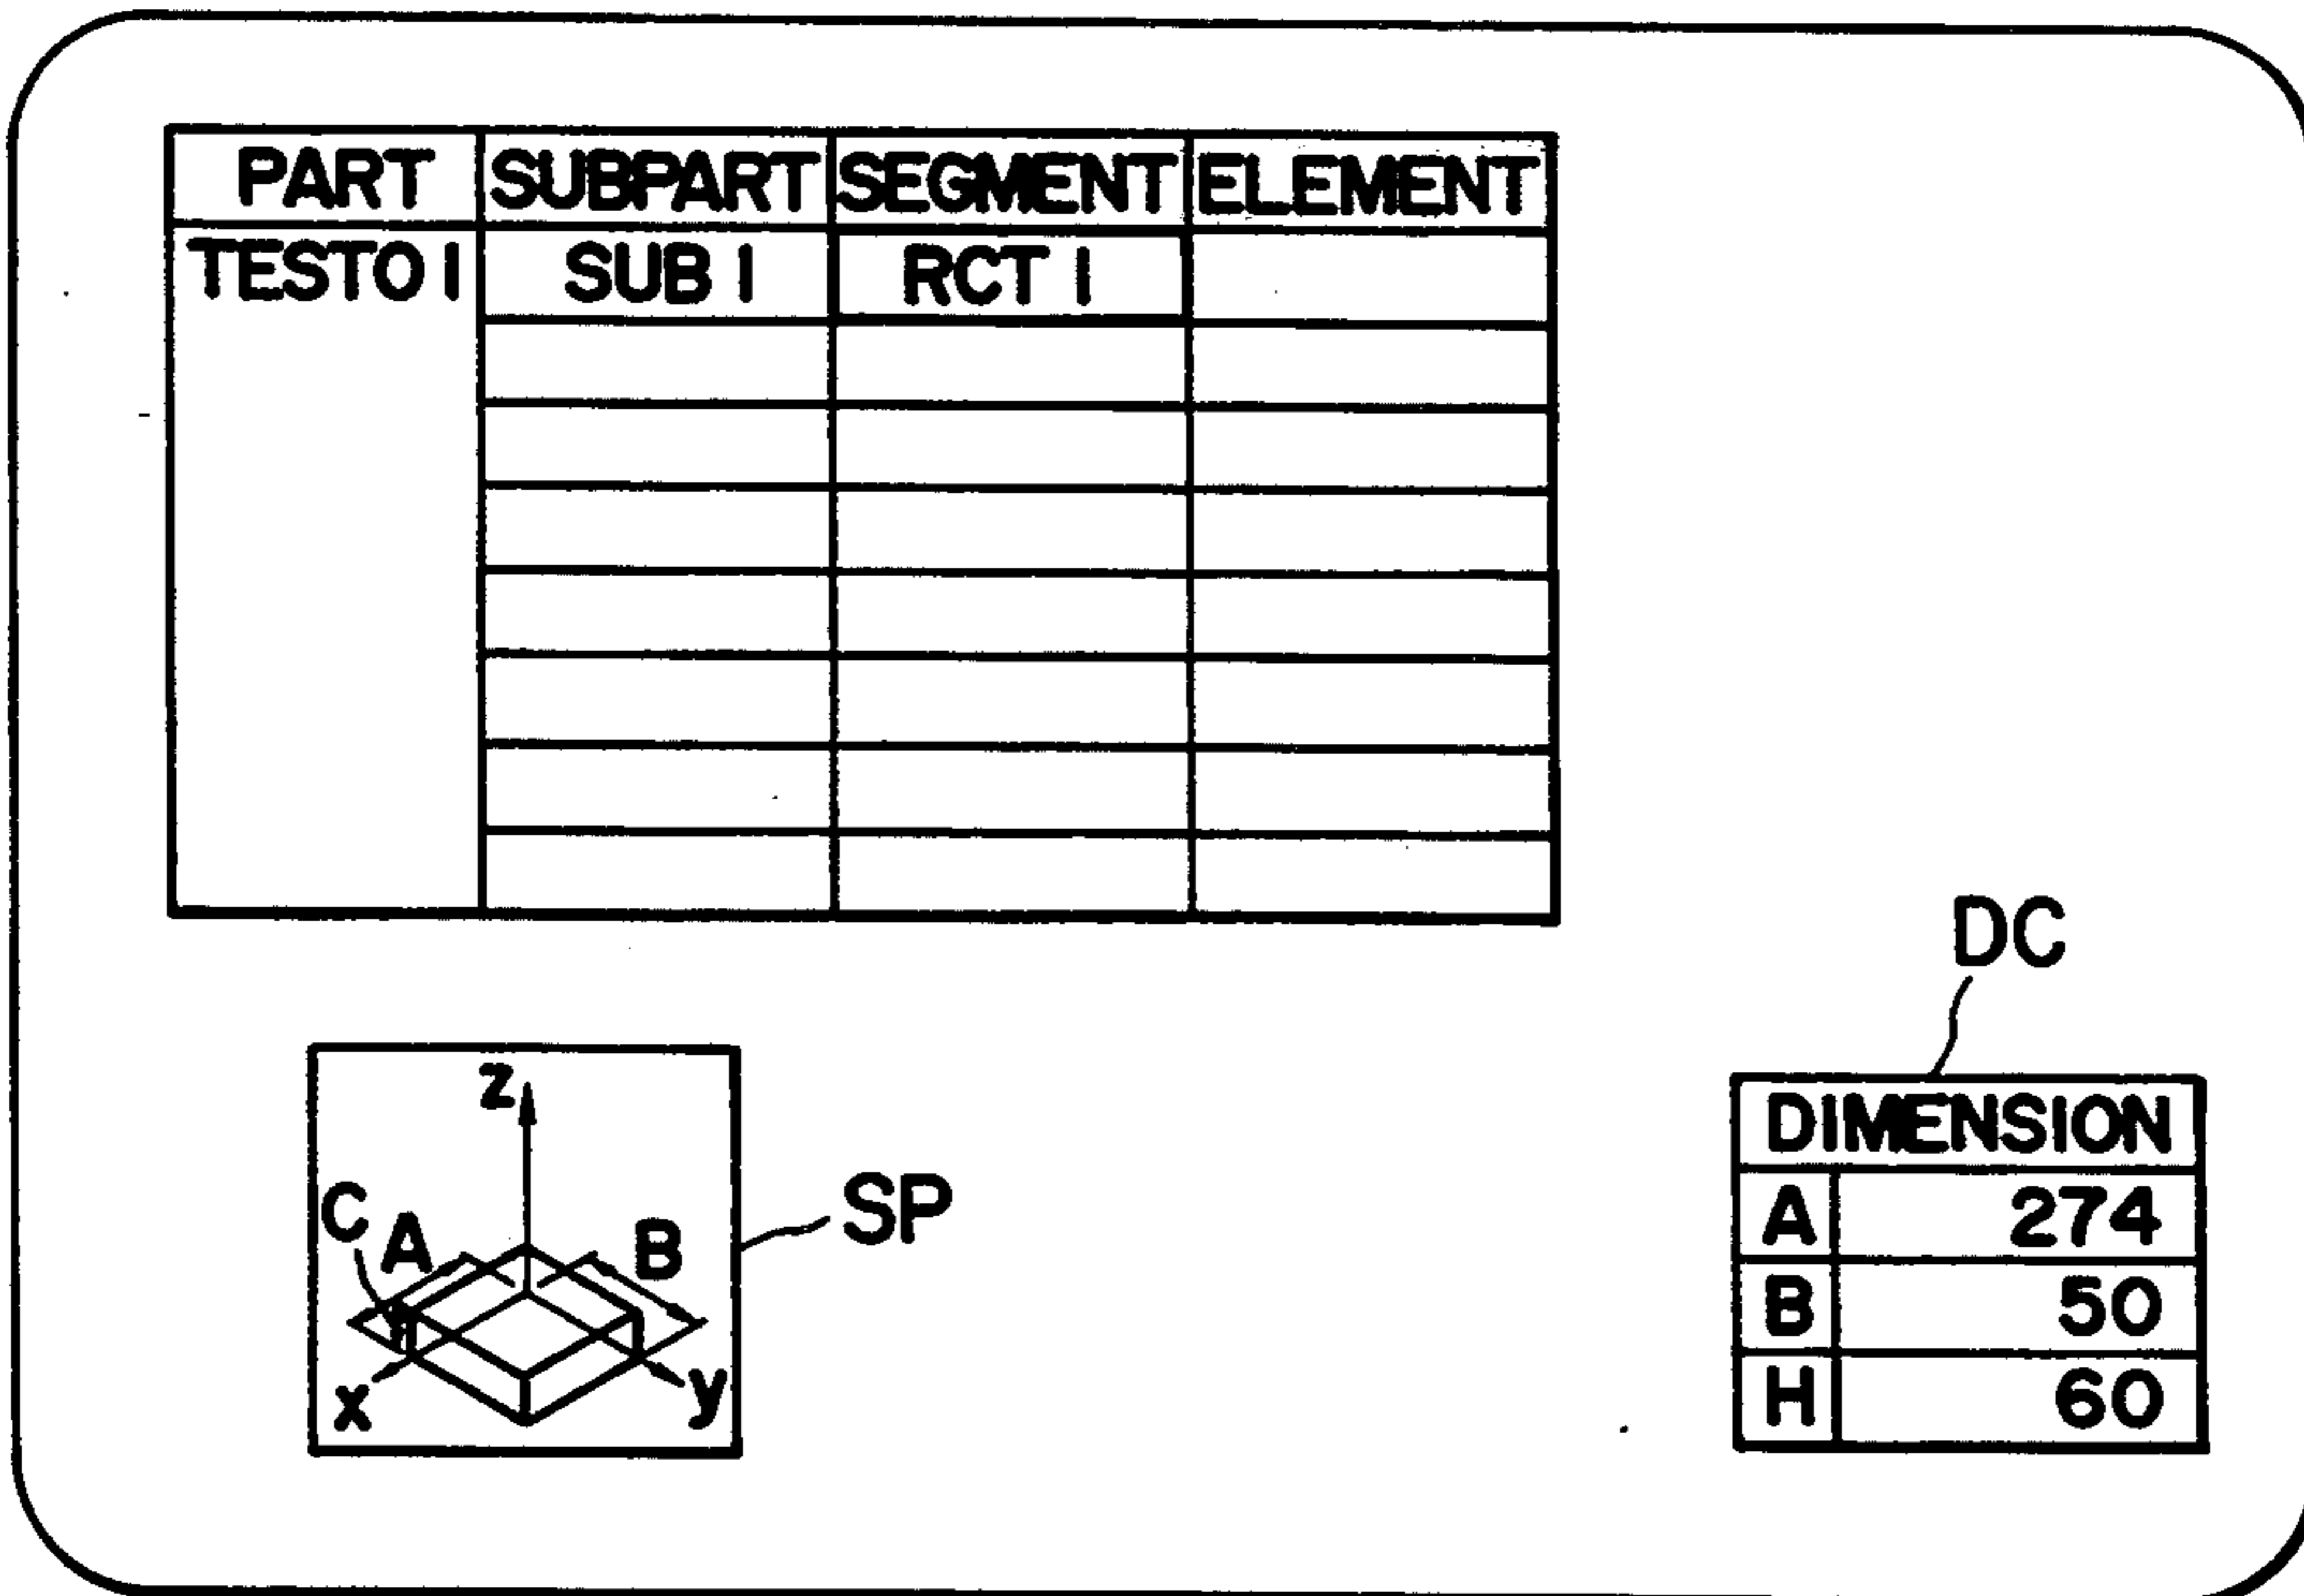 PART SUBPART SEGMENT ELEMENT
TEST01 SUB1 RCT1
DC
Z
C A B
SP
x y
DIMENSION
A 274
B 50
H 60